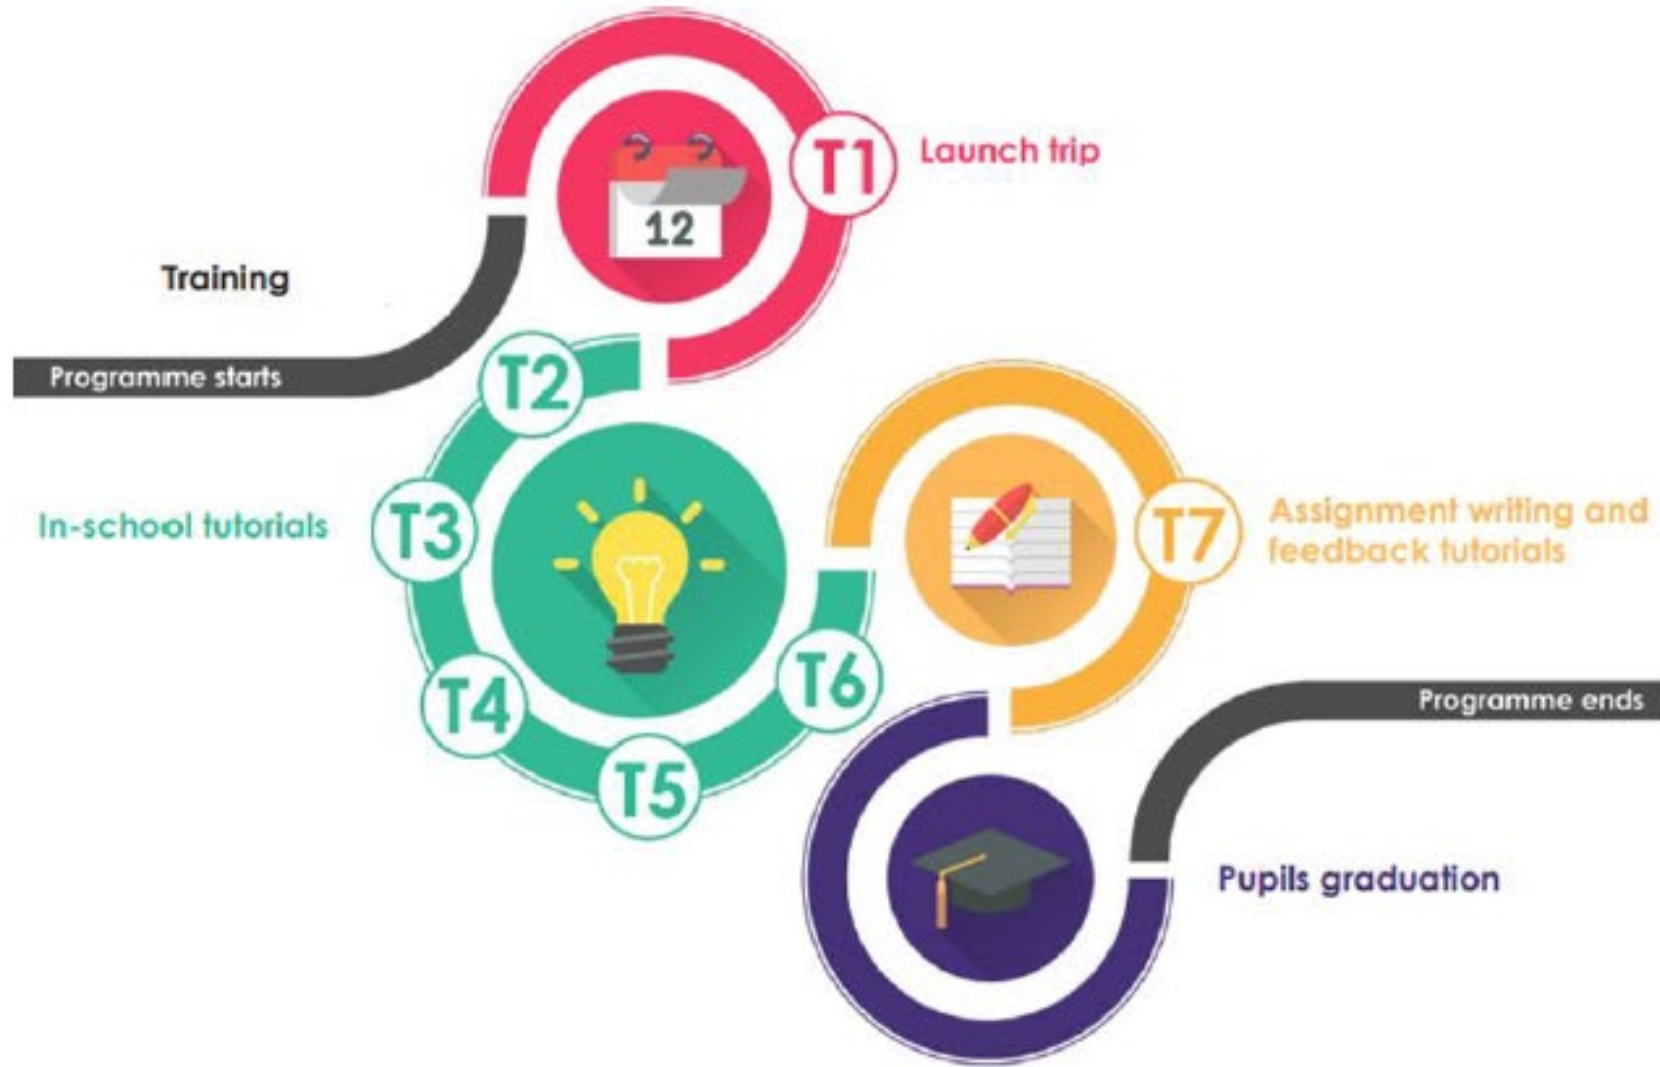 T1
Launch trip
12
Training
Programme starts
T2
In-school tutorials
T3
T4
T5
T6
T7
Assignment writing and
feedback tutorials
Programme ends
Pupils graduation